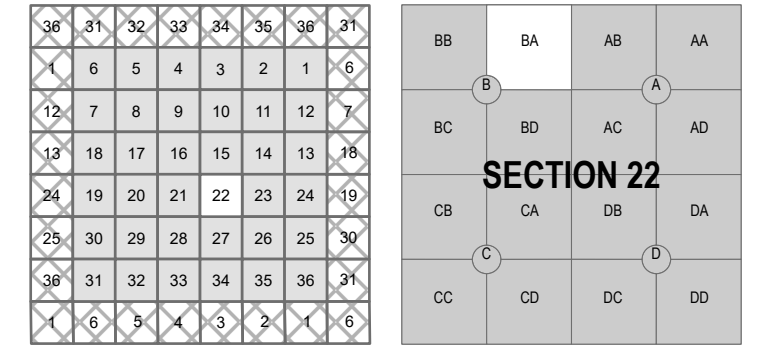 36 31 32 33 34 35 36 31
1 6 5 4 3 2 1 6
12 7 8 9 10 11 12 7
13 18 17 16 15 14 13 18
24 19 20 21 22 23 24 19
25 30 29 28 27 26 25 30
36 31 32 33 34 35 36 31
1 6 5 4 3 2 1 6
BB BA AB AA
B A
BC BD AC AD
SECTION 22
CB CA DB DA
C D
CC CD DC DD